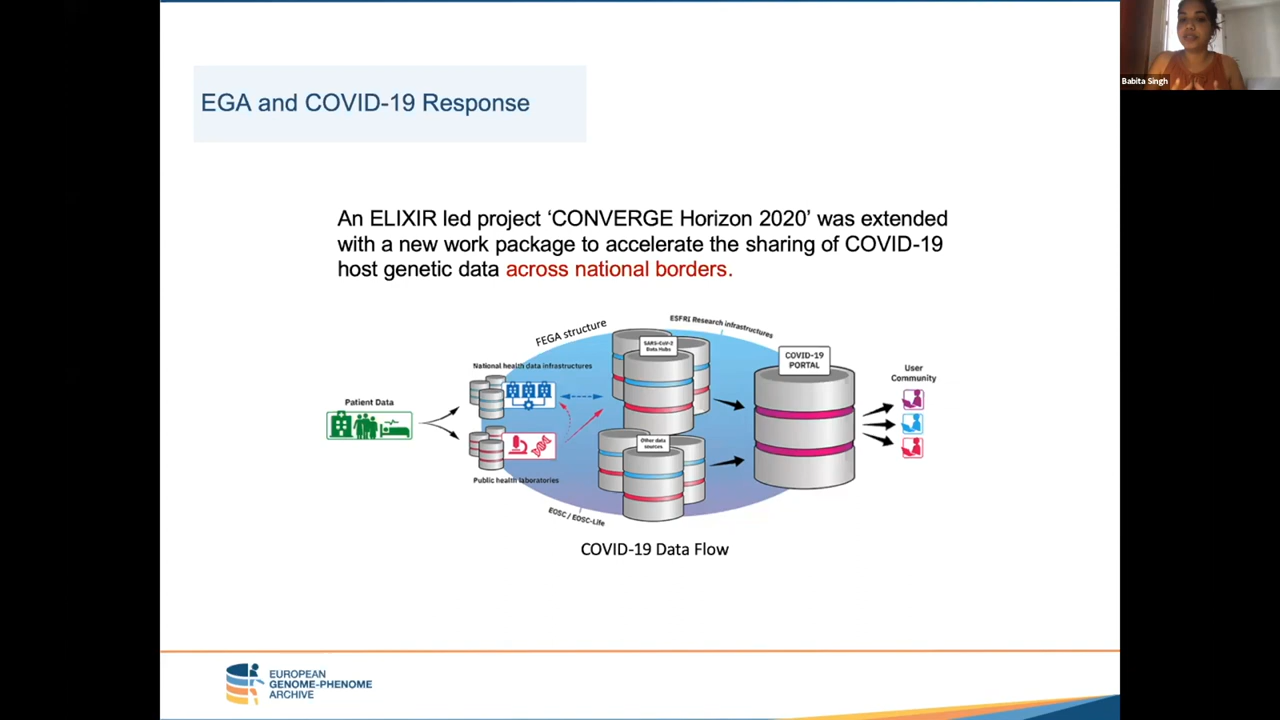 Babita Singh
EGA and COVID-19 Response
An ELIXIR led project ‘CONVERGE Horizon 2020’ was extended
with a new work package to accelerate the sharing of COVID-19
host genetic data across national borders.
FEGA structure
ESFRI Research infrastructures
SARS-CoV-2
Data Hubs
National health data infrastructures
COVID-19
PORTAL
User
Community
Patient Data
Other data
sources
Public health laboratories
EOSC / EOSC-Life
COVID-19 Data Flow
EUROPEAN
GENOME-PHENOME
ARCHIVE